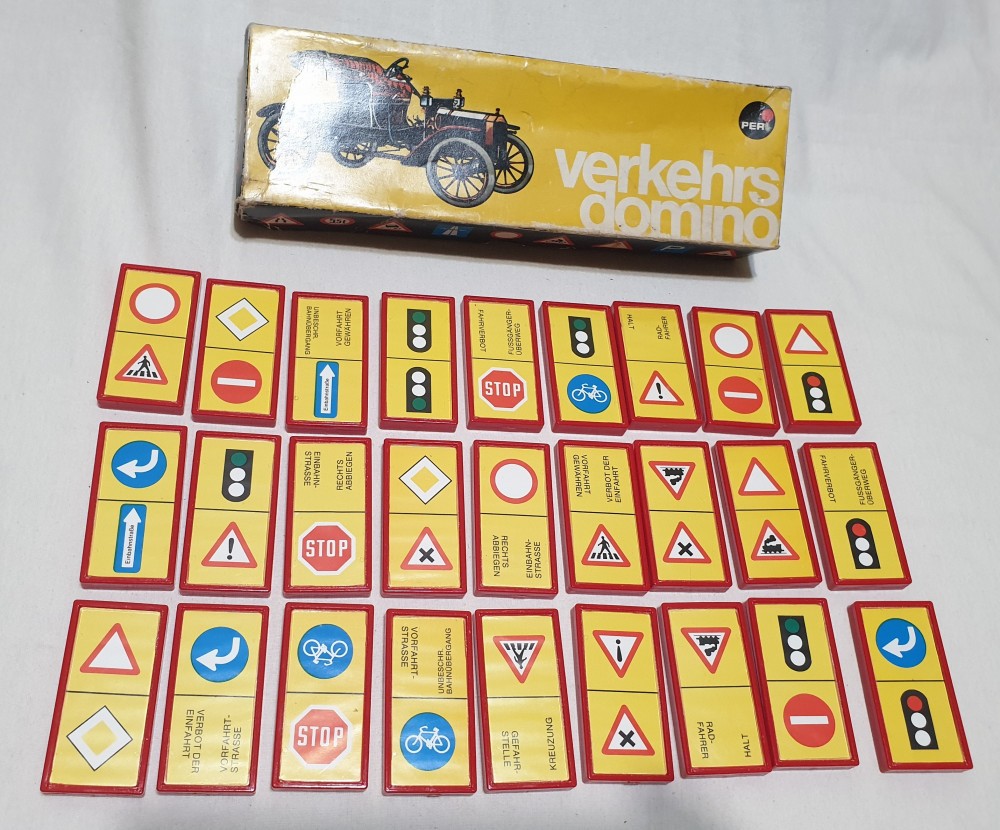 PERI
verkehrs
domino
UNBESCHR.
BAHNÜBERGANG
VORFAHRT
GEWÄHREN
Einbahnstraße
FAHRVERBOT
FUSSGÄNGER-
ÜBERWEG
STOP
HALT
RAD-
FAHRER
Einbahnstraße
EINBAHN-
STRASSE
RECHTS
ABBIEGEN
STOP
RECHTS
ABBIEGEN
EINBAHN-
STRASSE
VORFAHRT
GEWÄHREN
VERBOT DER
EINFAHRT
FAHRVERBOT
FUSSGÄNGER-
ÜBERWEG
VERBOT DER
EINFAHRT
VORFAHRT-
STRASSE
STOP
VORFAHRT-
STRASSE
UNBESCHR.
BAHNÜBERGANG
GEFAHR-
STELLE
KREUZUNG
RAD-
FAHRER
HALT